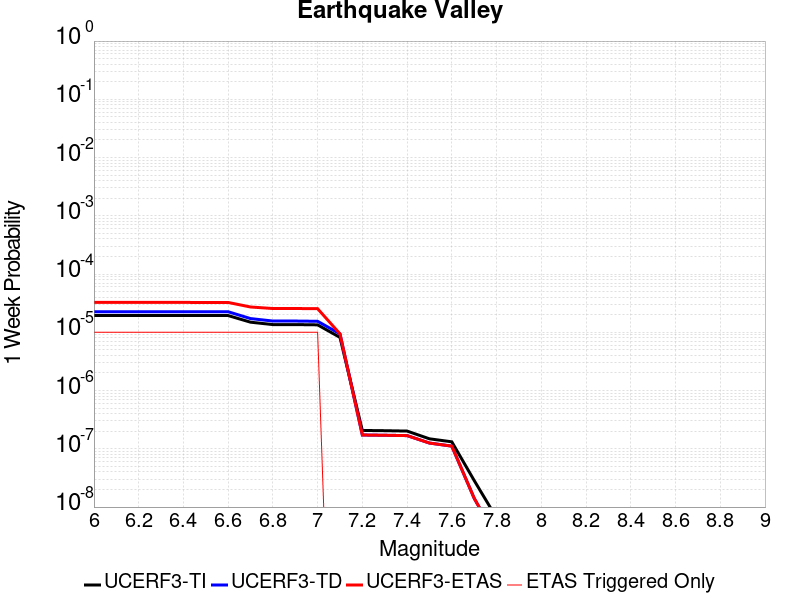 Earthquake Valley
10^0
10^-1
10^-2
10^-3
10^-4
10^-5
10^-6
10^-7
10^-8
1 Week Probability
6 6.2 6.4 6.6 6.8 7 7.2 7.4 7.6 7.8 8 8.2 8.4 8.6 8.8 9
Magnitude
UCERF3-TI UCERF3-TD UCERF3-ETAS ETAS Triggered Only